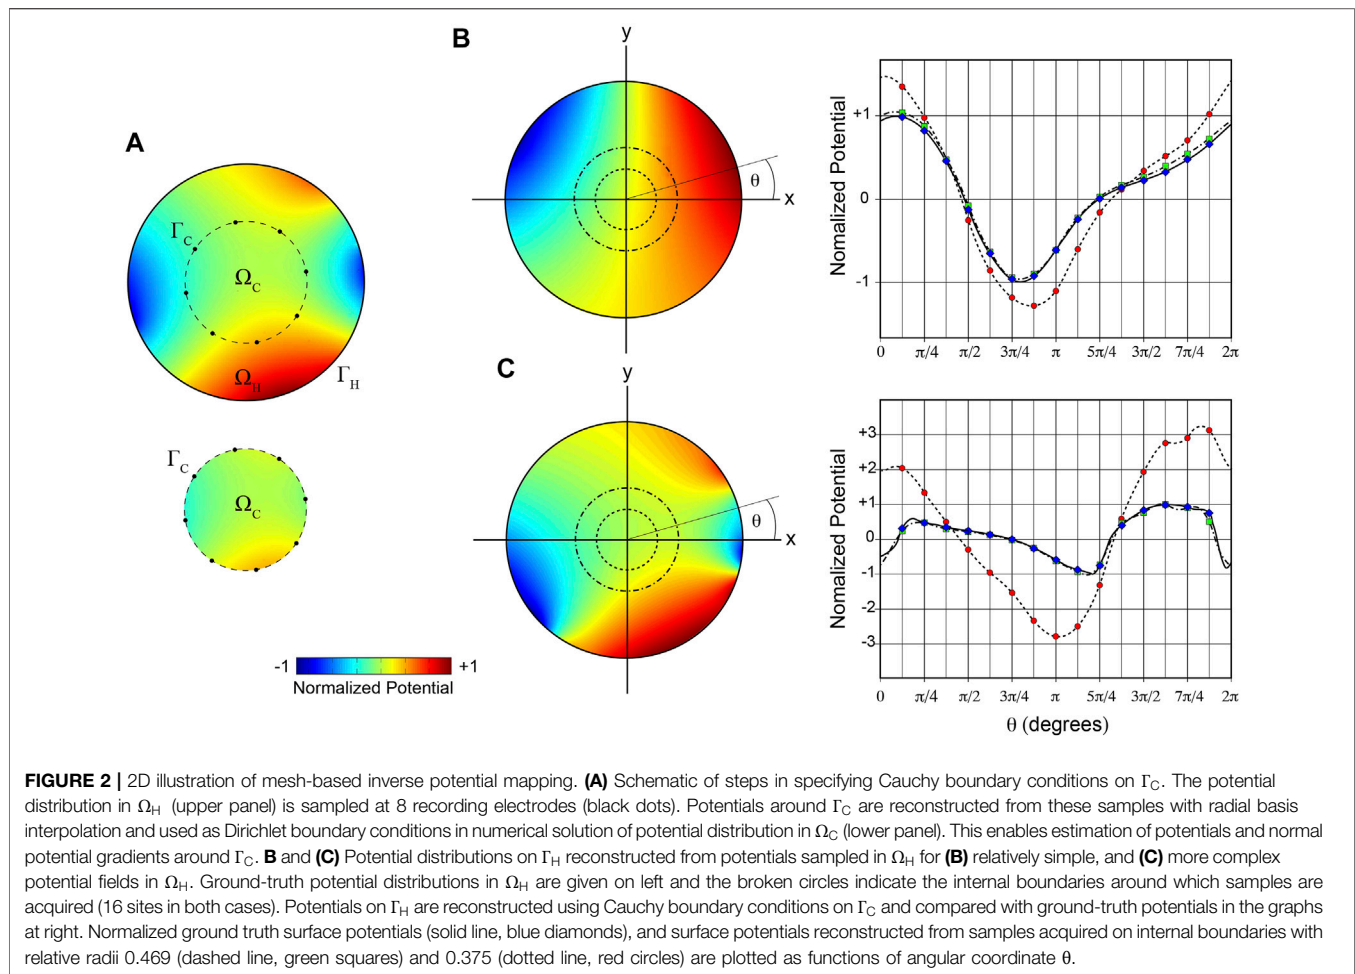 A
Γ_C
Ω_C
Ω_H
Γ_H
Γ_C
Ω_C
-1
+1
Normalized Potential
B
y
θ
x
Nomalized Potential
+1
0
-1
0
π/4
π/2
3π/4
π
5π/4
3π/2
7π/4
2π
C
y
θ
x
Nomalized Potential
+3
+2
+1
0
-1
-2
-3
0
π/4
π/2
3π/4
π
5π/4
3π/2
7π/4
2π
θ (degrees)
FIGURE 2 | 2D illustration of mesh-based inverse potential mapping. (A) Schematic of steps in specifying Cauchy boundary conditions on Γ_C. The potential
distribution in Ω_H (upper panel) is sampled at 8 recording electrodes (black dots). Potentials around Γ_C are reconstructed from these samples with radial basis
interpolation and used as Dirichlet boundary conditions in numerical solution of potential distribution in Ω_C (lower panel). This enables estimation of potentials and normal
potential gradients around Γ_C. B and (C) Potential distributions on Γ_H reconstructed from potentials sampled in Ω_H for (B) relatively simple, and (C) more complex
potential fields in Ω_H. Ground-truth potential distributions in Ω_H are given on left and the broken circles indicate the internal boundaries around which samples are
acquired (16 sites in both cases). Potentials on Γ_H are reconstructed using Cauchy boundary conditions on Γ_C and compared with ground-truth potentials in the graphs
at right. Normalized ground truth surface potentials (solid line, blue diamonds), and surface potentials reconstructed from samples acquired on internal boundaries with
relative radii 0.469 (dashed line, green squares) and 0.375 (dotted line, red circles) are plotted as functions of angular coordinate θ.